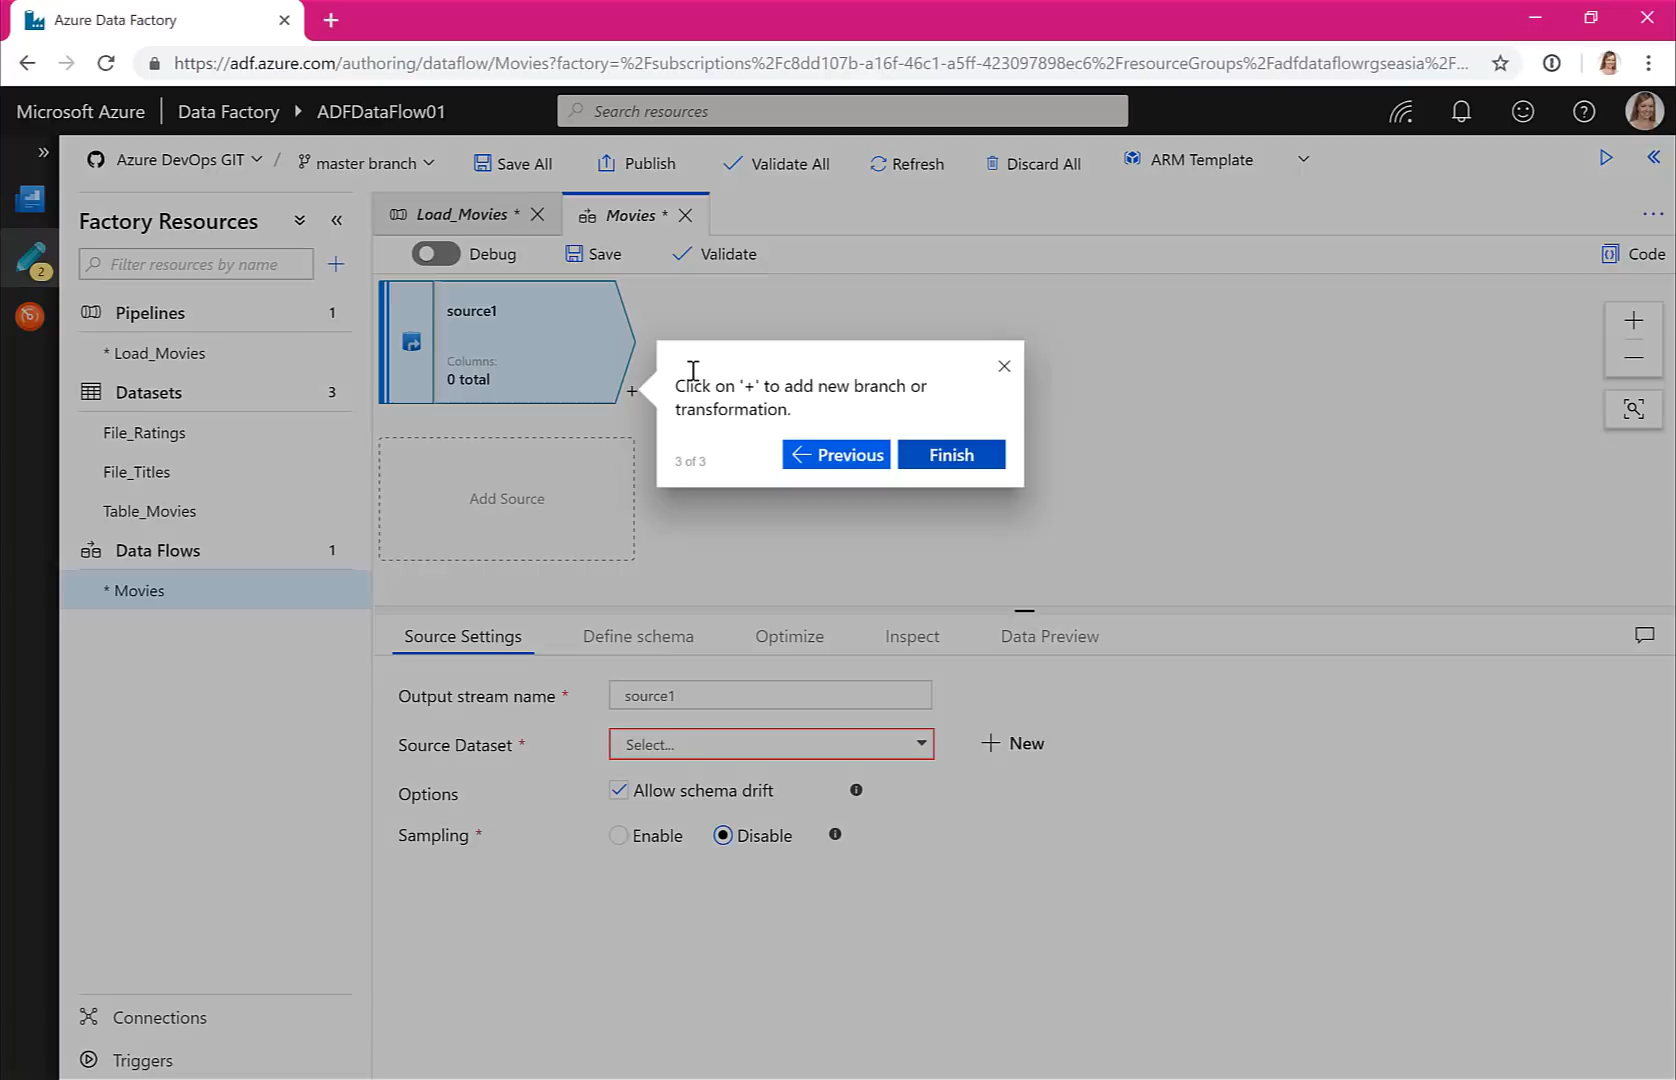 Azure Data Factory
https://adf.azure.com/authoring/dataflow/Movies?factory=%2Fsubscriptions%2Fc8dd107b-a16f-46c1-a5ff-423097898ec6%2FresourceGroups%2Fadfdataflowrgseasia%2F...
Microsoft Azure Data Factory ADFDataFlow01 Search resources
Azure DevOps GIT / master branch Save All Publish Validate All Refresh Discard All ARM Template
Factory Resources
Load_Movies * Movies *
Filter resources by name
Debug Save Validate Code
2
Pipelines 1
* Load_Movies
Datasets 3
File_Ratings
File_Titles
Table_Movies
Data Flows 1
* Movies
Connections
Triggers
source1
Columns:
0 total
+
Add Source
Click on '+' to add new branch or
transformation.
3 of 3 Previous Finish
Source Settings Define schema Optimize Inspect Data Preview
Output stream name * source1
Source Dataset * Select... New
Options Allow schema drift
Sampling * Enable Disable